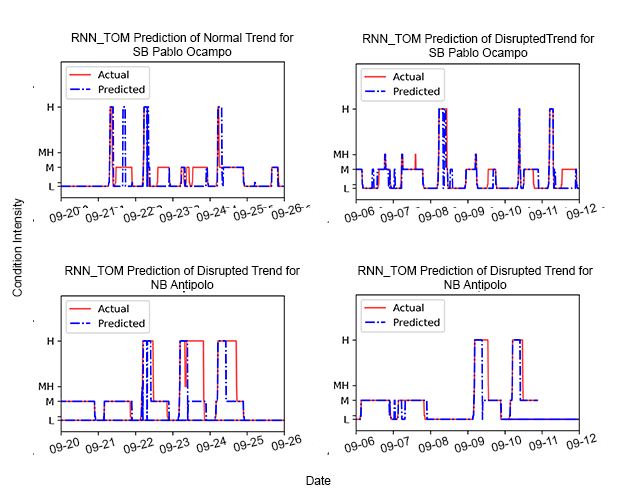 RNN_TOM Prediction of Normal Trend for
SB Pablo Ocampo
Actual
Predicted
H
MH
M
L
09-20
09-21
09-22
09-23
09-24
09-25
09-26
RNN_TOM Prediction of DisruptedTrend for
SB Pablo Ocampo
Actual
Predicted
H
MH
M
L
09-06
09-07
09-08
09-09
09-10
09-11
09-12
Condition Intensity
RNN_TOM Prediction of Disrupted Trend for
NB Antipolo
Actual
Predicted
H
MH
M
L
09-20
09-21
09-22
09-23
09-24
09-25
09-26
RNN_TOM Prediction of Disrupted Trend for
NB Antipolo
Actual
Predicted
H
MH
M
L
09-06
09-07
09-08
09-09
09-10
09-11
09-12
Date